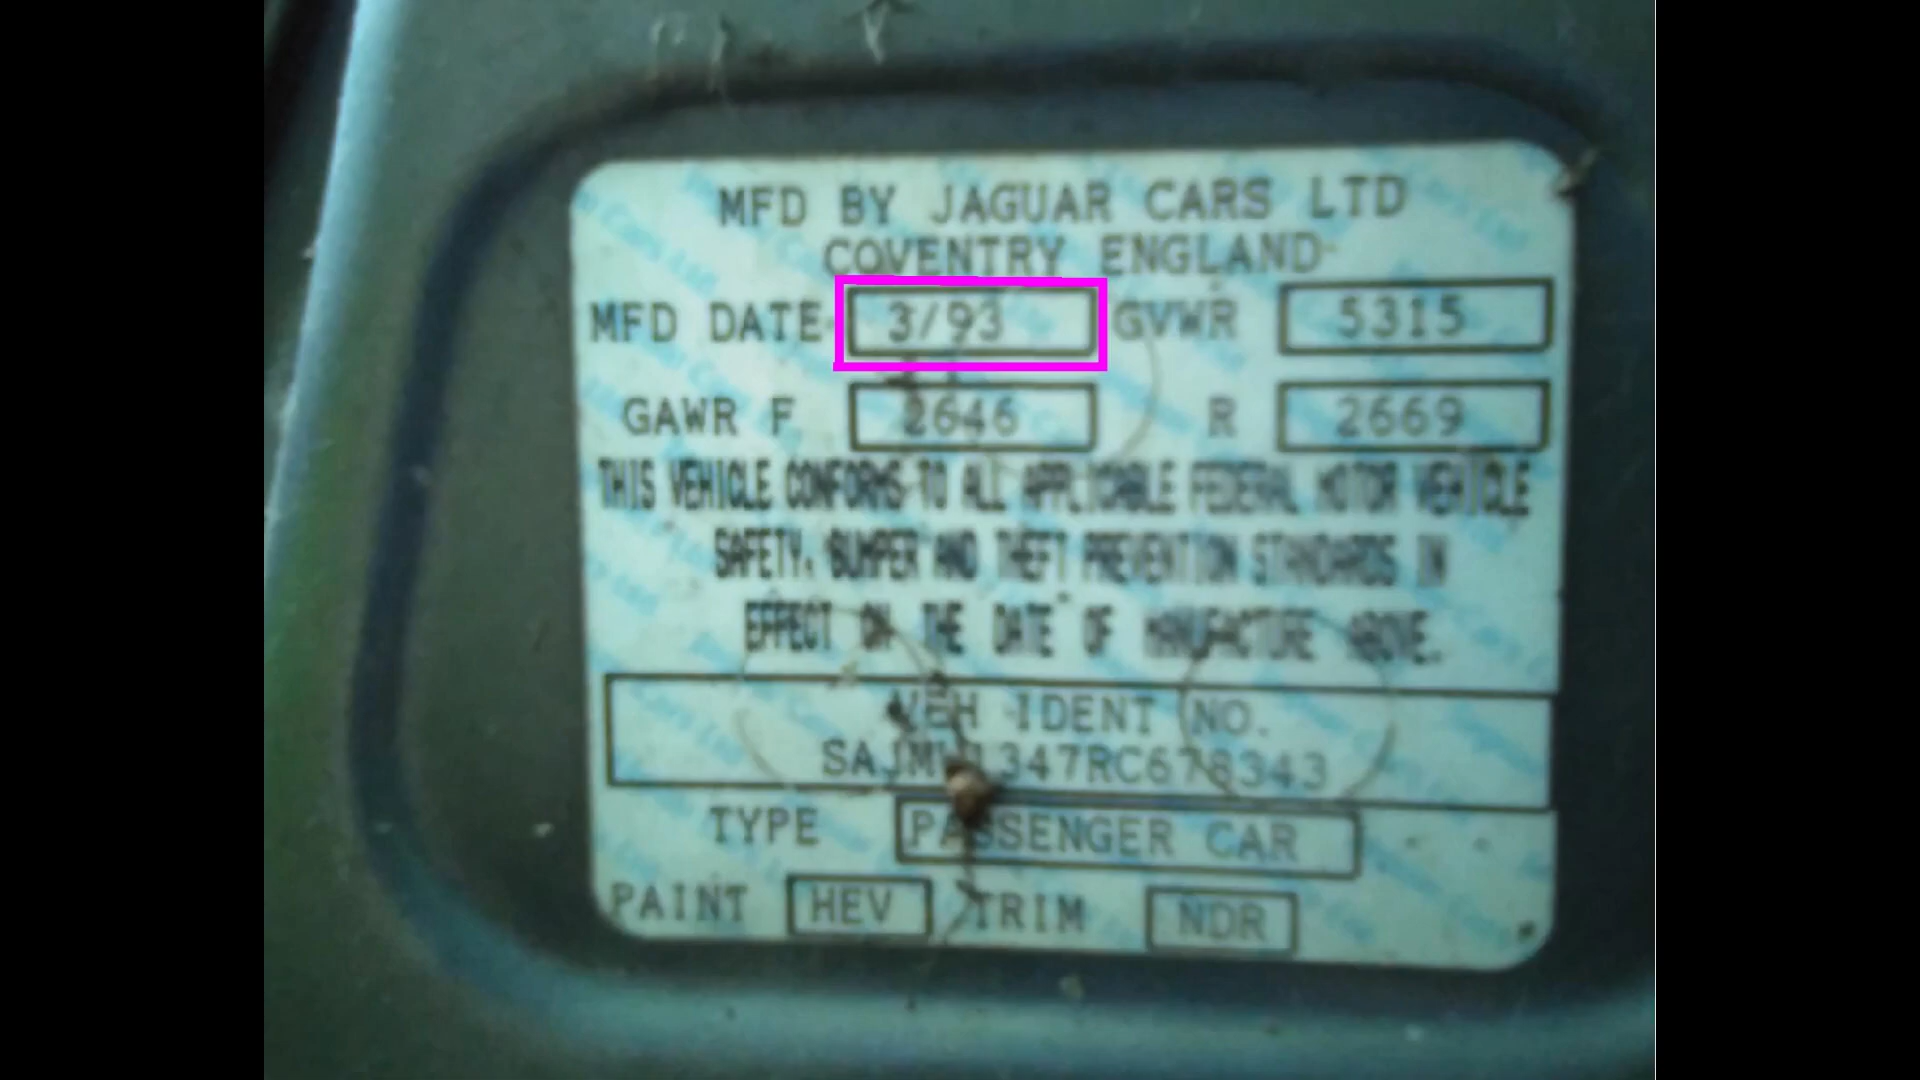 MFD BY JAGUAR CARS LTD
COVENTRY ENGLAND
MFD DATE 3/93 GVWR 5315
GAWR F 2646 R 2669
THIS VEHICLE CONFORMS TO ALL APPLICABLE FEDERAL MOTOR VEHICLE
SAFETY, BUMPER AND THEFT PREVENTION STANDARDS IN
EFFECT ON THE DATE OF MANUFACTURE ABOVE.
VEH IDENT NO.
TYPE PASSENGER CAR
PAINT HEV TRIM NDR